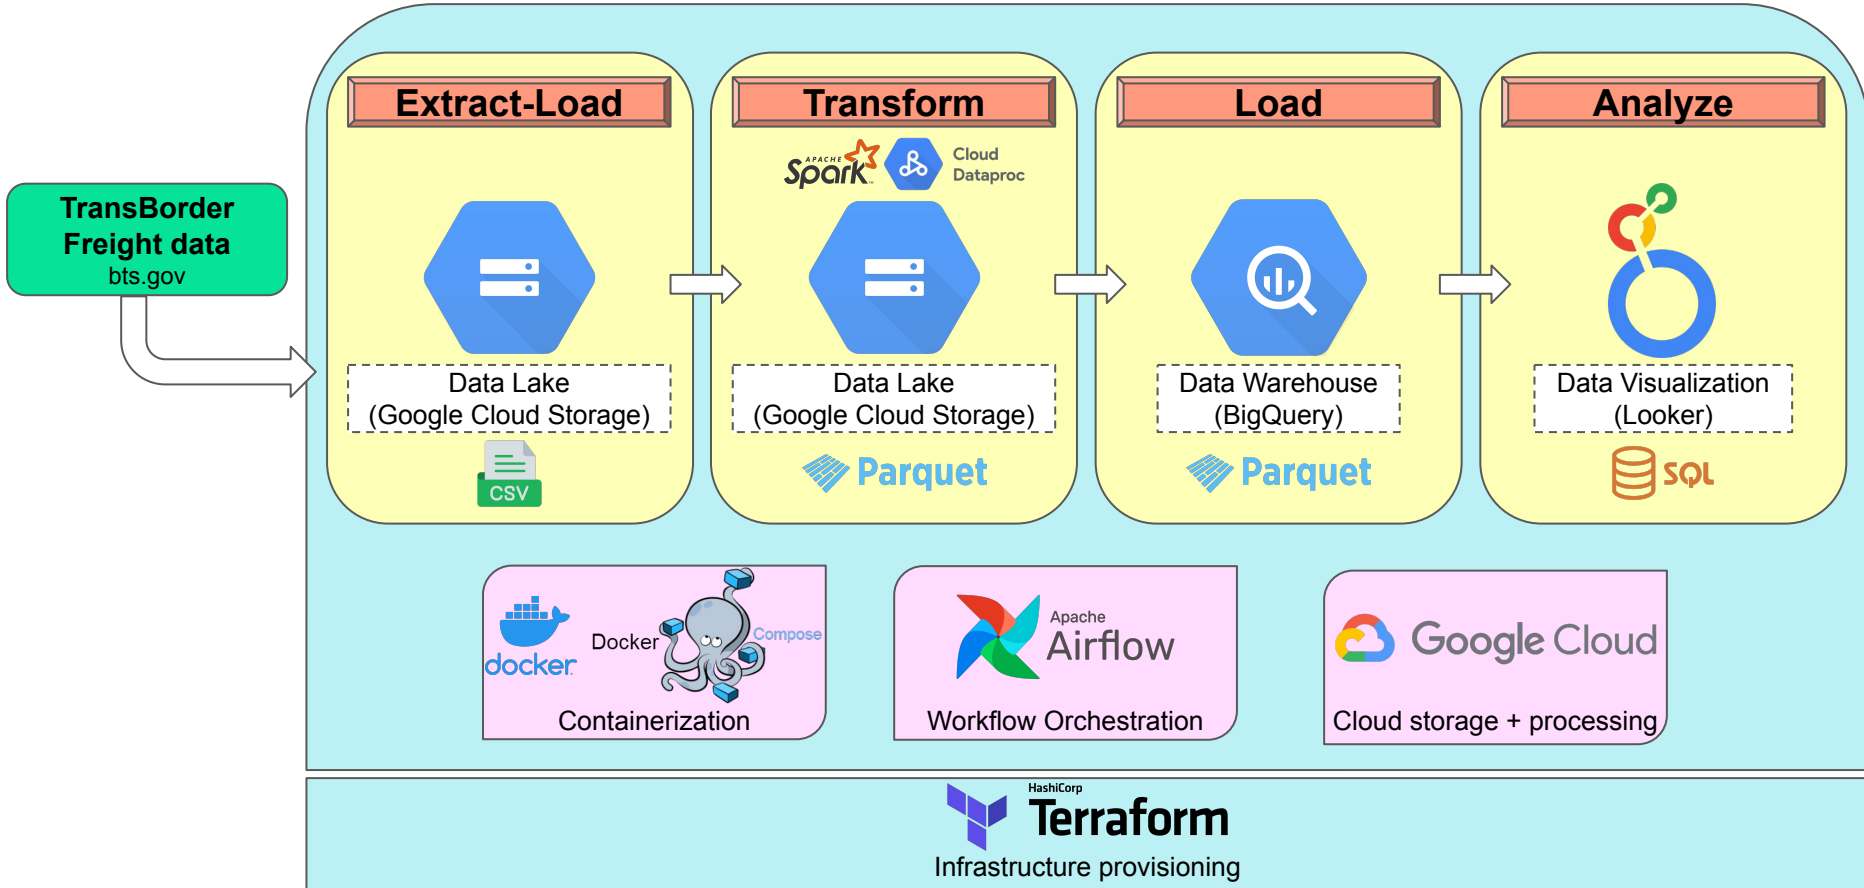 Extract-Load
Transform
Load
Analyze
APACHE
Spark™
Cloud
Dataproc
TransBorder
Freight data
bts.gov
Data Lake
(Google Cloud Storage)
Data Lake
(Google Cloud Storage)
Data Warehouse
(BigQuery)
Data Visualization
(Looker)
CSV
Parquet
Parquet
SQL
docker
Docker
Compose
Containerization
Apache
Airflow
Workflow Orchestration
Google Cloud
Cloud storage + processing
HashiCorp
Terraform
Infrastructure provisioning